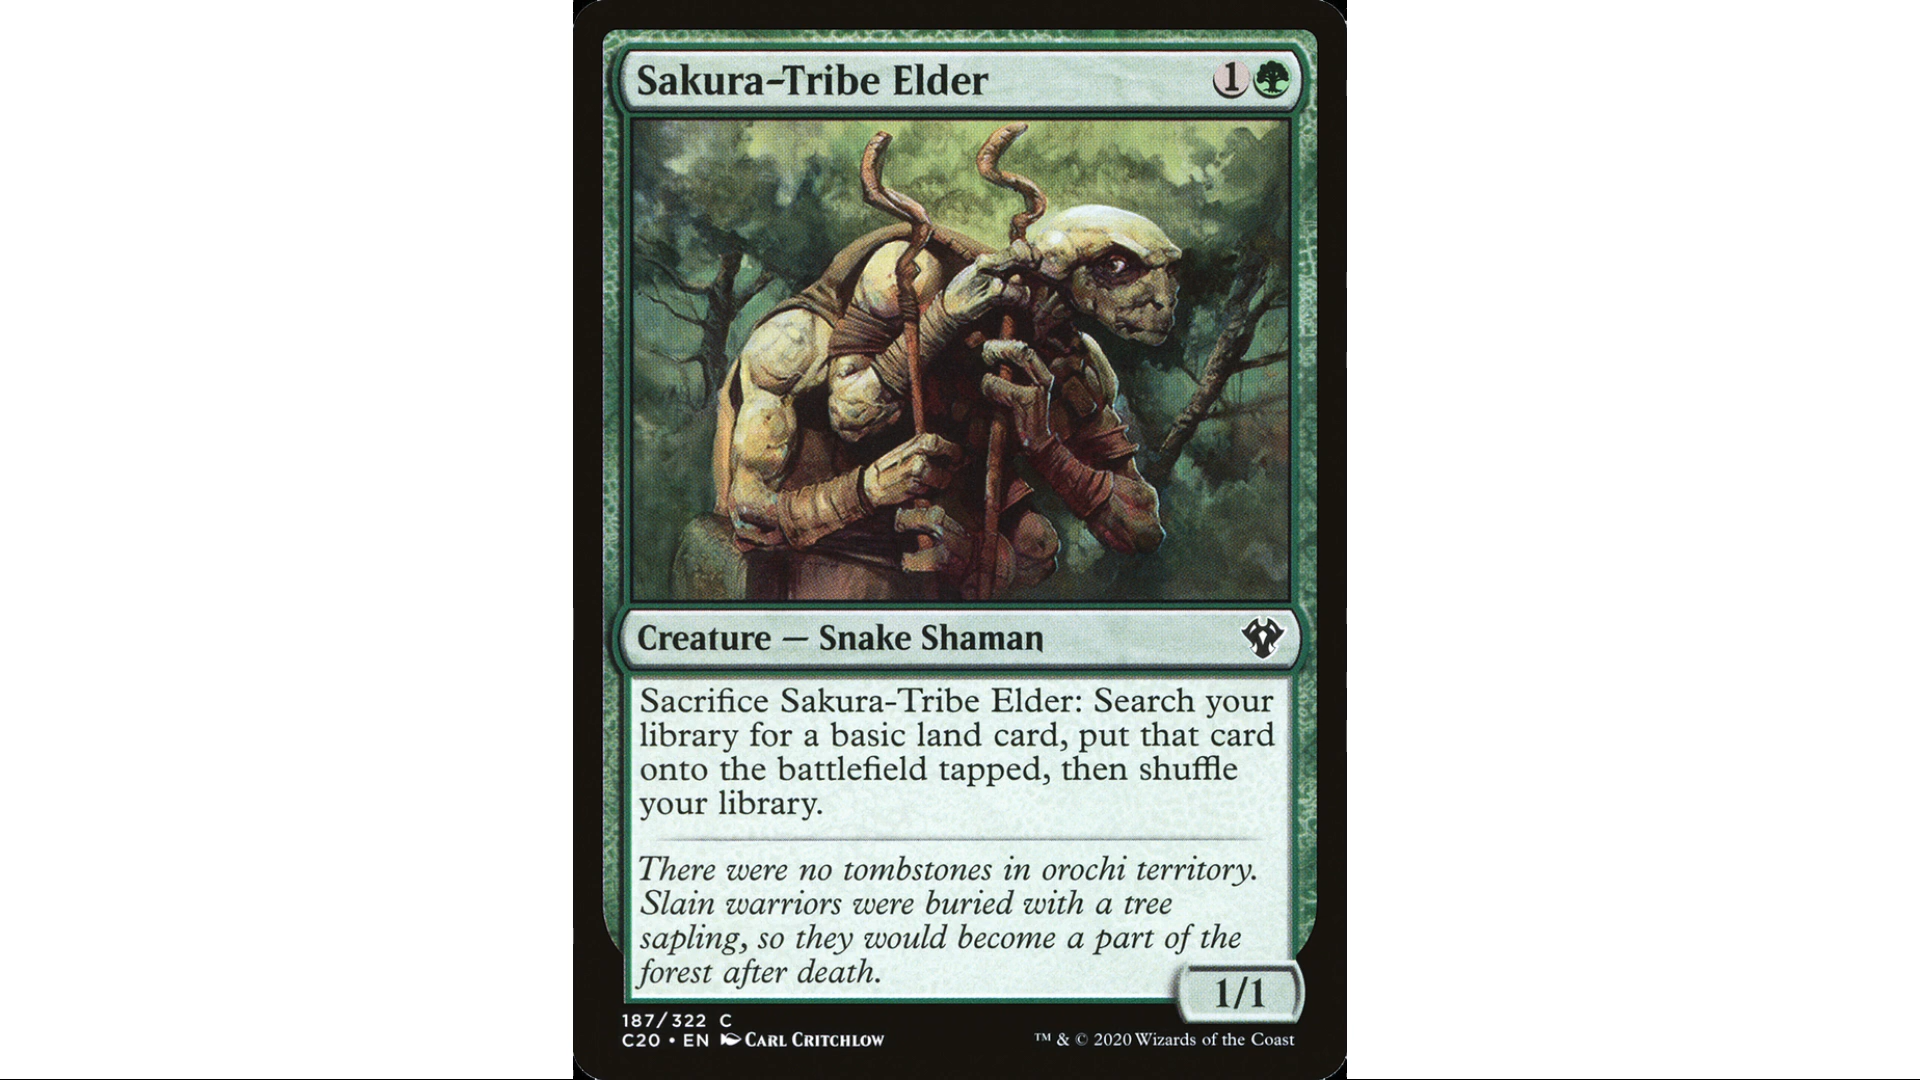 Sakura-Tribe Elder 1
Creature — Snake Shaman
Sacrifice Sakura-Tribe Elder: Search your
library for a basic land card, put that card
onto the battlefield tapped, then shuffle
your library.
There were no tombstones in orochi territory.
Slain warriors were buried with a tree
sapling, so they would become a part of the
forest after death.
1/1
187/322 C
C20 • EN Carl Critchlow
™ & © 2020 Wizards of the Coast